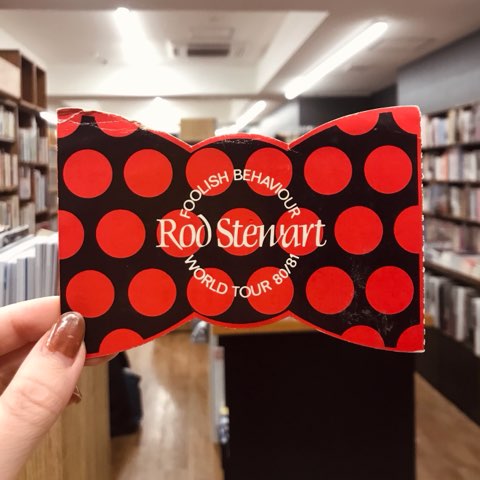 FOOLISH BEHAVIOUR
Rod Stewart
WORLD TOUR 80/81